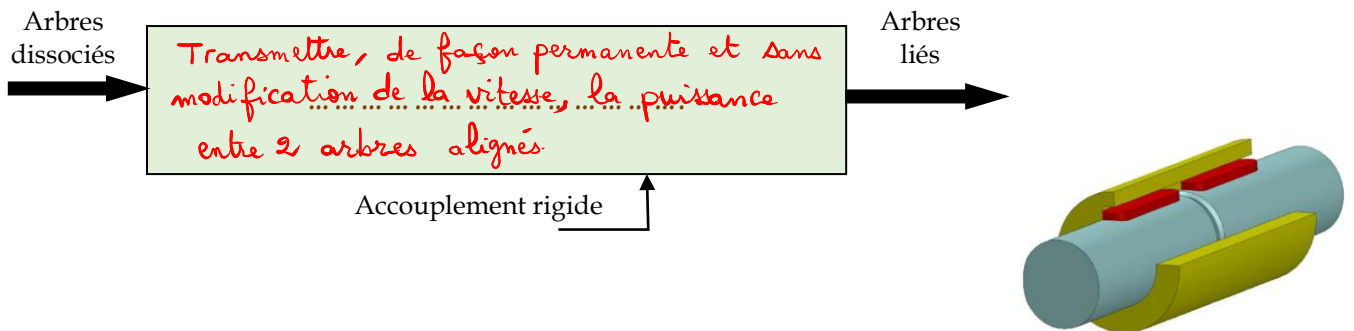 Arbres
dissociés
Transmettre, de façon permanente et sans
modification de la vitesse, la puissance
entre 2 arbres alignés.
Arbres
liés
Accouplement rigide